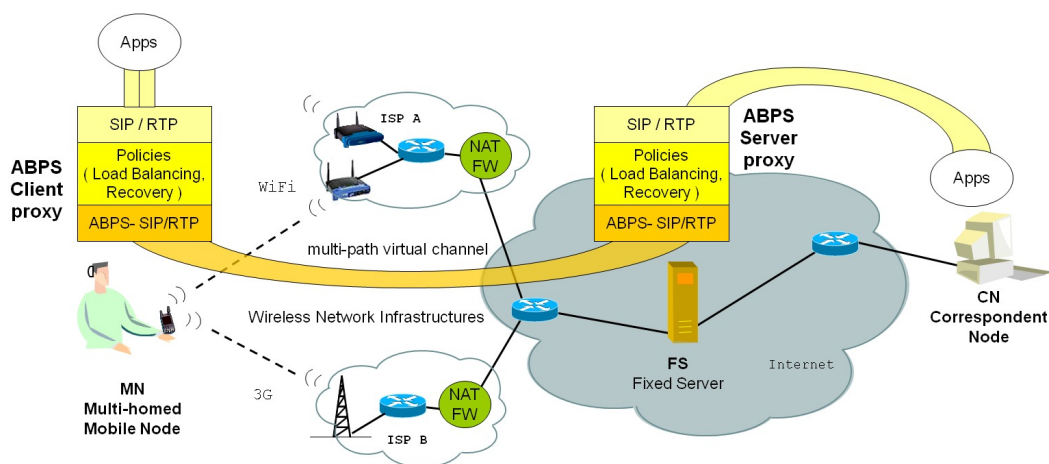 Apps
SIP / RTP
Policies
( Load Balancing,
Recovery )
ABPS- SIP/RTP
ABPS
Client
proxy
WiFi
ISP A
NAT
FW
multi-path virtual channel
SIP / RTP
Policies
( Load Balancing,
Recovery )
ABPS- SIP/RTP
ABPS
Server
proxy
Apps
Wireless Network Infrastructures
MN
Multi-homed
Mobile Node
3G
ISP B
NAT
FW
FS
Fixed Server
Internet
CN
Correspondent
Node